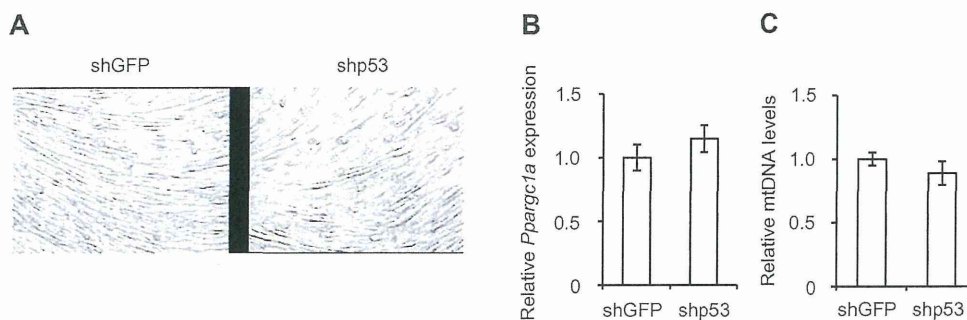 A
shGFP
shp53
B
Relative Ppargc1a expression
1.5
1.0
0.5
0
shGFP
shp53
C
Relative mtDNA levels
1.5
1.0
0.5
0
shGFP
shp53